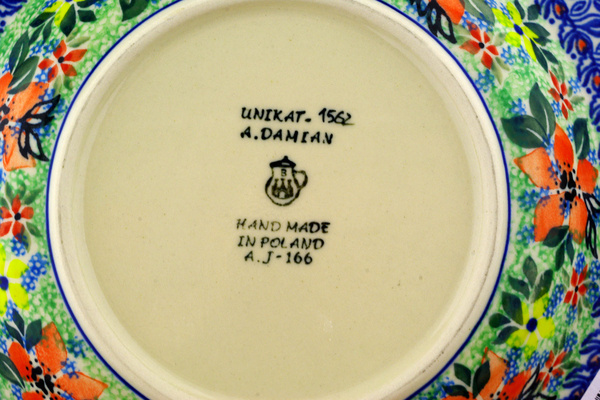 UNIKAT- 1562
A.DAMIAN
B
HAND MADE
IN POLAND
A.J-166